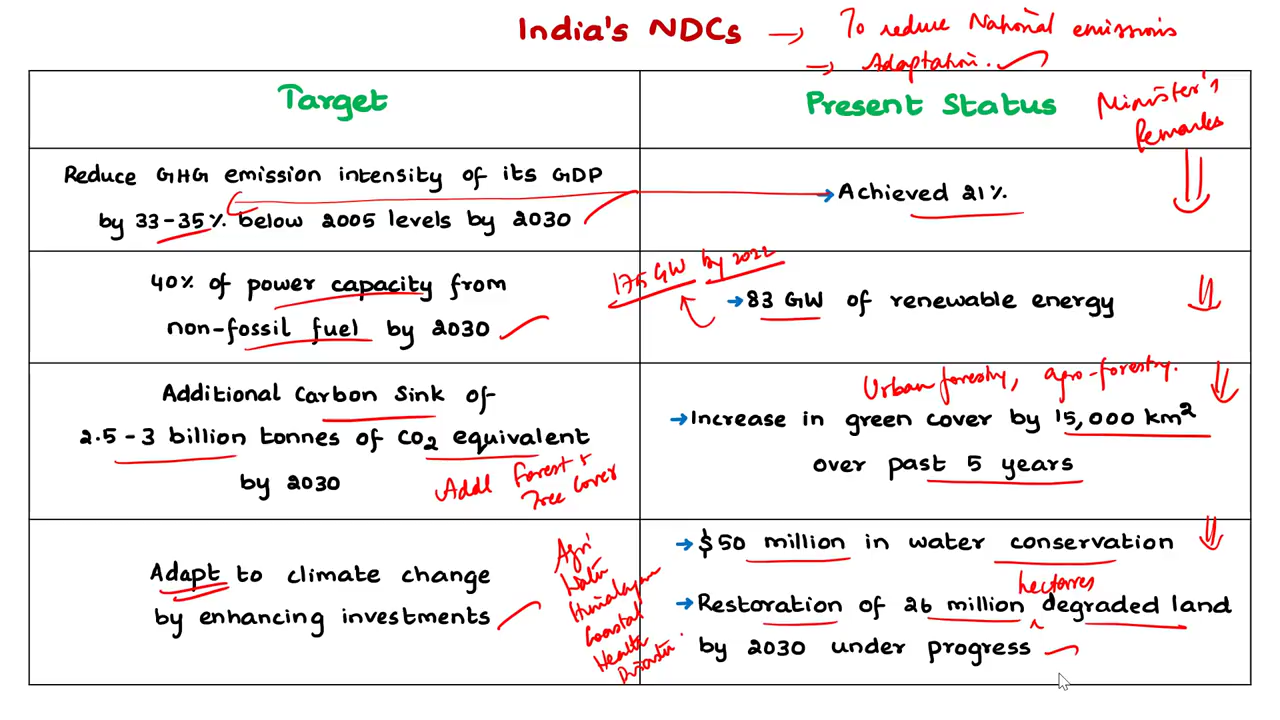 India's NDCs → To reduce National emissions
→ Adaptation.
Target
Present Status
Minister's
Remarks
Reduce GHG emission intensity of its GDP
by 33-35% below 2005 levels by 2030
→ Achieved 21%
40% of power capacity from
non-fossil fuel by 2030
175 GW by 2022
→ 83 GW of renewable energy
Additional Carbon Sink of
2.5-3 billion tonnes of CO2 equivalent
by 2030
Addl Forest &
Tree Cover
Urban forestry, agro-forestry.
→ Increase in green cover by 15,000 km²
over past 5 years
Adapt to climate change
by enhancing investments
Agri
Water
Himalayan
Coastal
Health
Disaster
→ $50 million in water conservation
hectares
→ Restoration of 26 million degraded land
by 2030 under progress